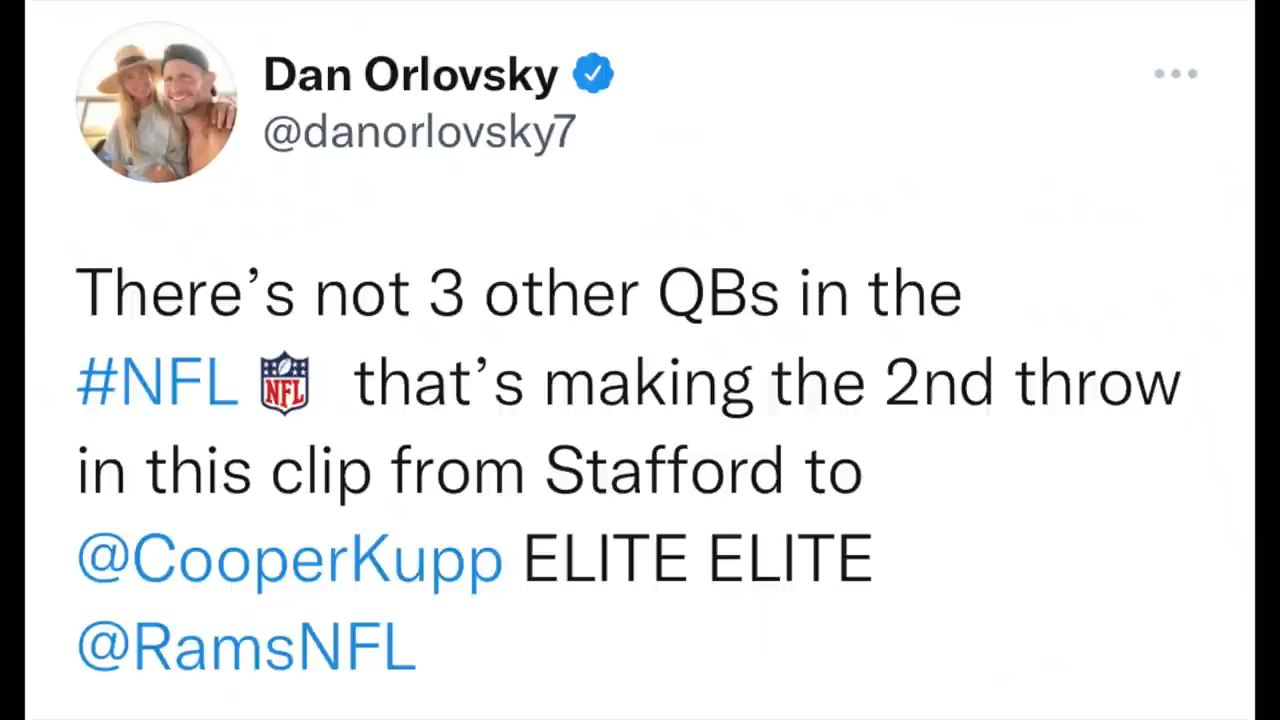 Dan Orlovsky
@danorlovsky7
There’s not 3 other QBs in the
#NFL NFL that’s making the 2nd throw
in this clip from Stafford to
@CooperKupp ELITE ELITE
@RamsNFL